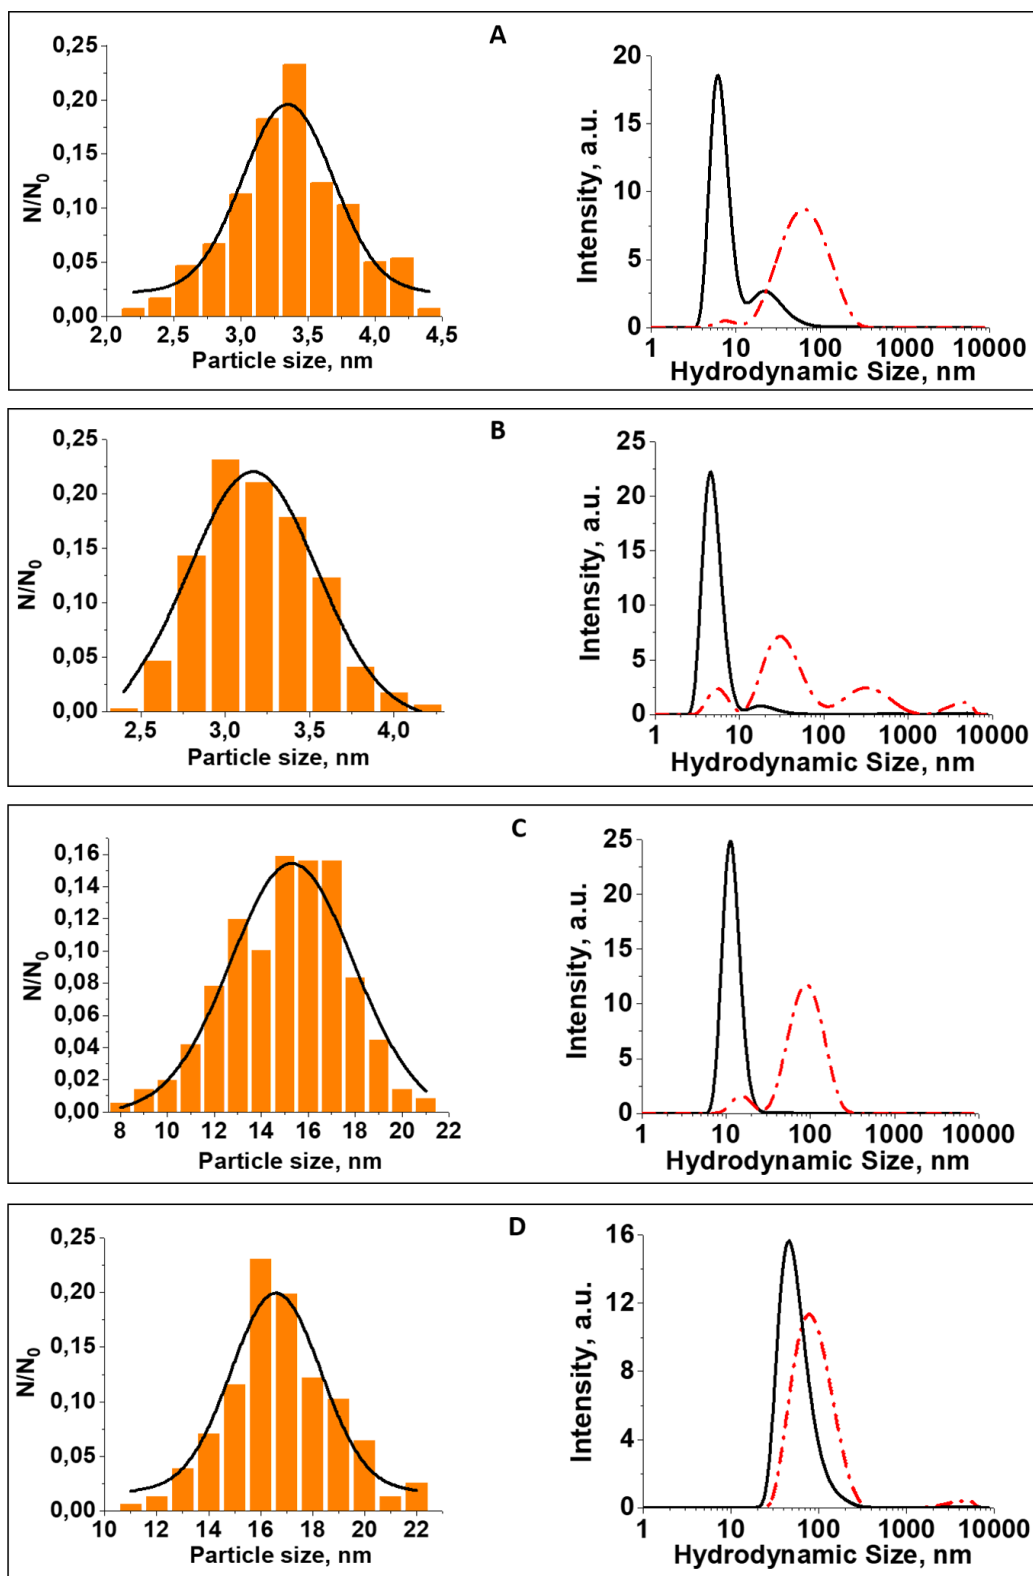 A
0,25
0,20
0,15
0,10
0,05
0,00
N/N0
2,0 2,5 3,0 3,5 4,0 4,5
Particle size, nm
20
15
10
5
0
Intensity, a.u.
1 10 100 1000 10000
Hydrodynamic Size, nm
B
0,25
0,20
0,15
0,10
0,05
0,00
N/N0
2,5 3,0 3,5 4,0
Particle size, nm
25
20
15
10
5
0
Intensity, a.u.
1 10 100 1000 10000
Hydrodynamic Size, nm
C
0,16
0,14
0,12
0,10
0,08
0,06
0,04
0,02
0,00
N/N0
8 10 12 14 16 18 20 22
Particle size, nm
25
20
15
10
5
0
Intensity, a.u.
1 10 100 1000 10000
Hydrodynamic Size, nm
D
0,25
0,20
0,15
0,10
0,05
0,00
N/N0
10 12 14 16 18 20 22
Particle size, nm
16
12
8
4
0
Intensity, a.u.
1 10 100 1000 10000
Hydrodynamic Size, nm